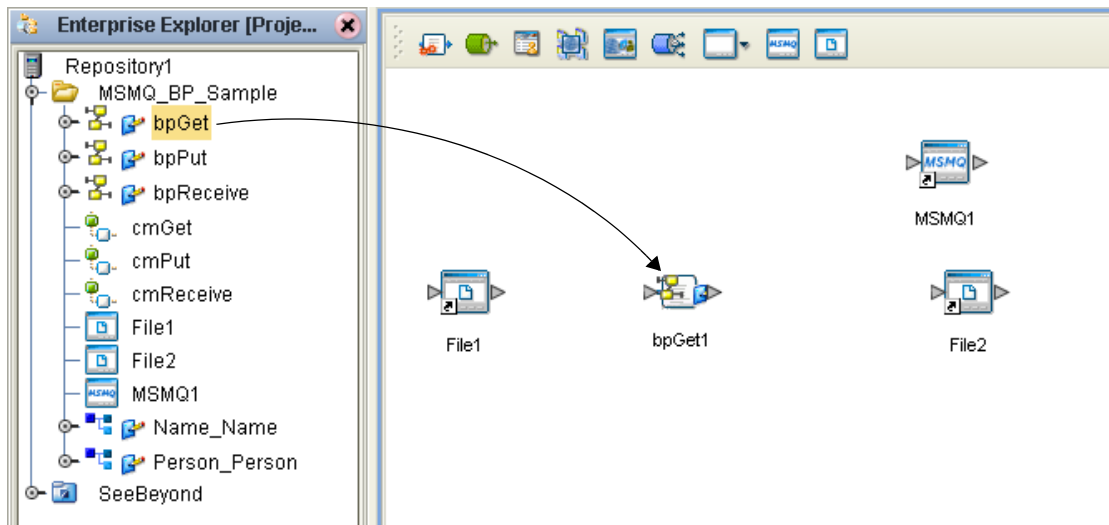 Enterprise Explorer [Proje...
Repository1
MSMQ_BP_Sample
bpGet
bpPut
bpReceive
cmGet
cmPut
cmReceive
File1
File2
MSMQ
MSMQ1
Name_Name
Person_Person
SeeBeyond
MSMQ
MSMQ
MSMQ1
File1
bpGet1
File2